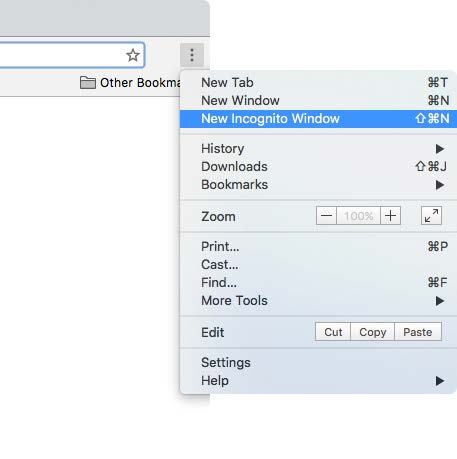 Other Bookma
New Tab ⌘T
New Window ⌘N
New Incognito Window ⇧⌘N
History ▶
Downloads ⇧⌘J
Bookmarks ▶
Zoom — 100% +
Print... ⌘P
Cast...
Find... ⌘F
More Tools ▶
Edit Cut Copy Paste
Settings
Help ▶